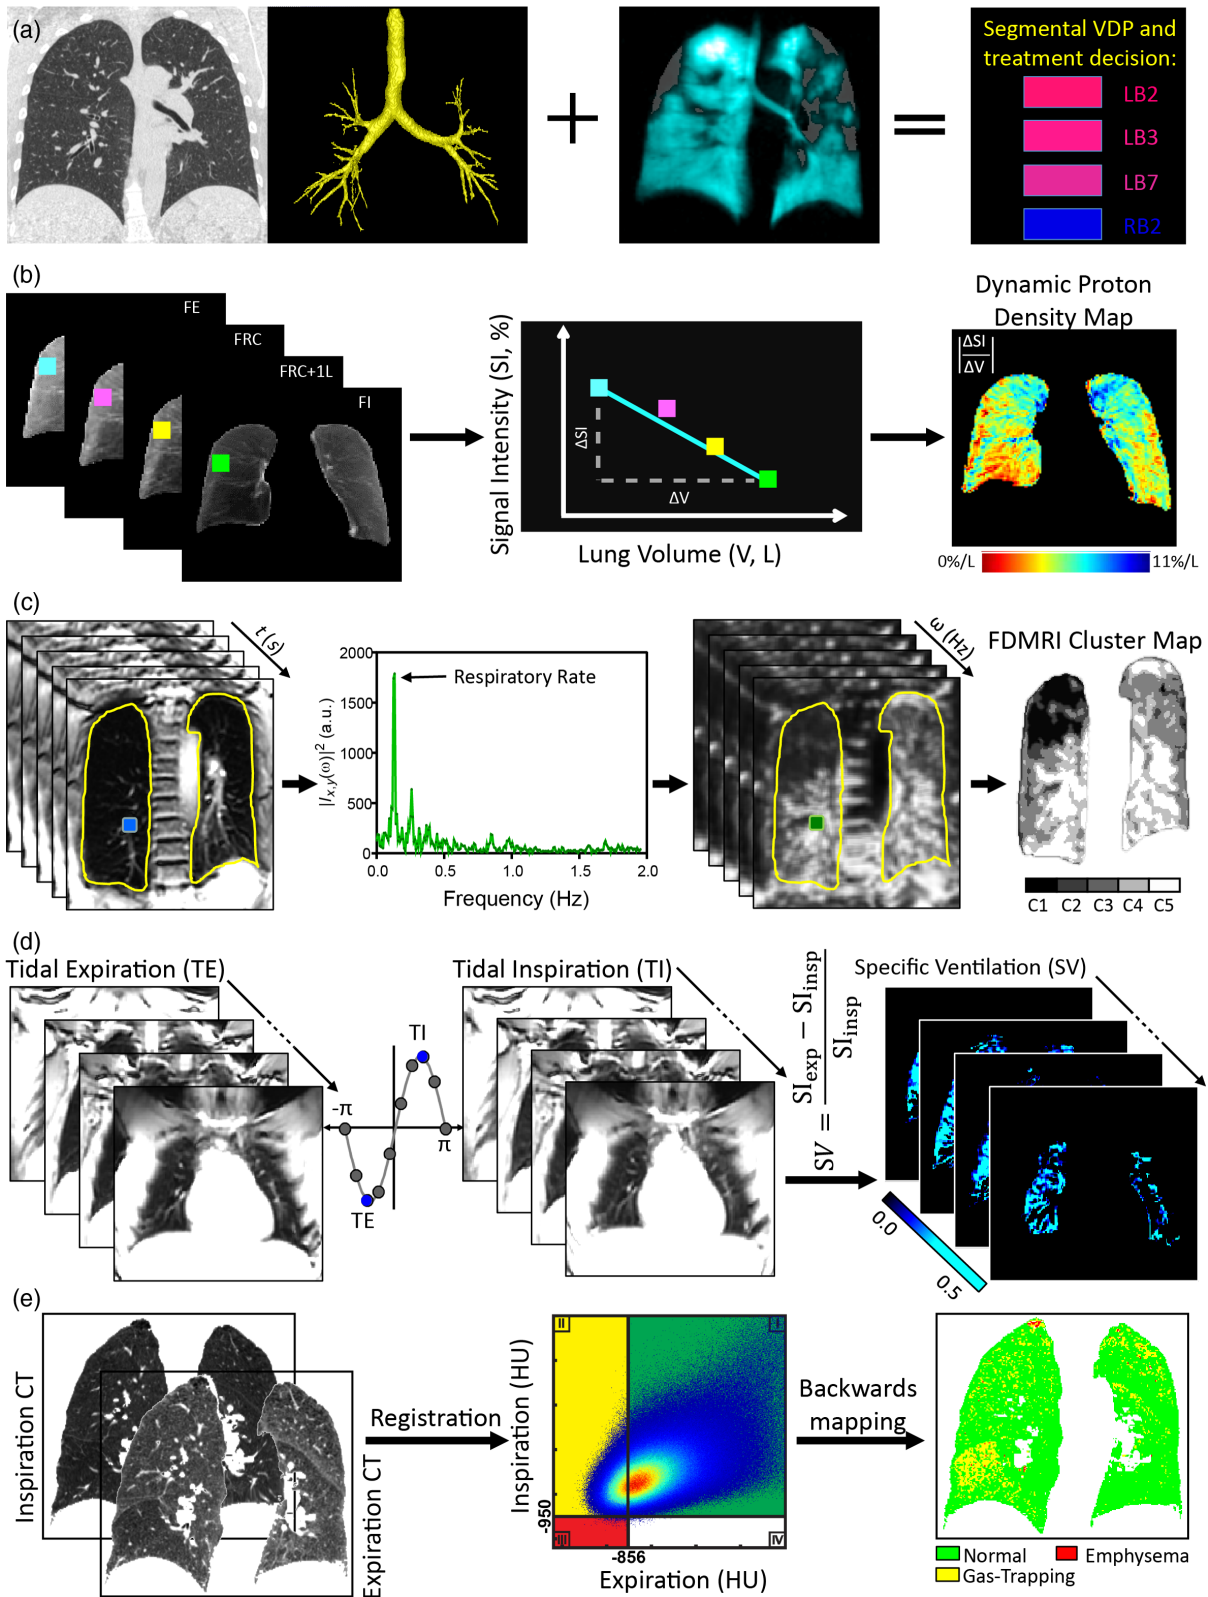 (a)
Segmental VDP and
treatment decision:
LB2
LB3
LB7
RB2
+
=
(b)
FE
FRC
FRC+1L
FI
Signal Intensity (SI, %)
ΔSI
ΔV
Lung Volume (V, L)
Dynamic Proton
Density Map
|ΔSI/ΔV|
0%/L
11%/L
(c)
t (s)
2000
1500
1000
500
0
|I_x,y(ω)|² (a.u.)
Respiratory Rate
0.0 0.5 1.0 1.5 2.0
Frequency (Hz)
ω (Hz)
FDMRI Cluster Map
C1 C2 C3 C4 C5
(d)
Tidal Expiration (TE)
TI
-π
π
TE
Tidal Inspiration (TI)
SV = (SI_exp − SI_insp) / SI_insp
Specific Ventilation (SV)
0.0
0.5
(e)
Inspiration CT
Expiration CT
Registration
Inspiration (HU)
-950
II
I
III
IV
-856
Expiration (HU)
Backwards
mapping
Normal
Emphysema
Gas-Trapping